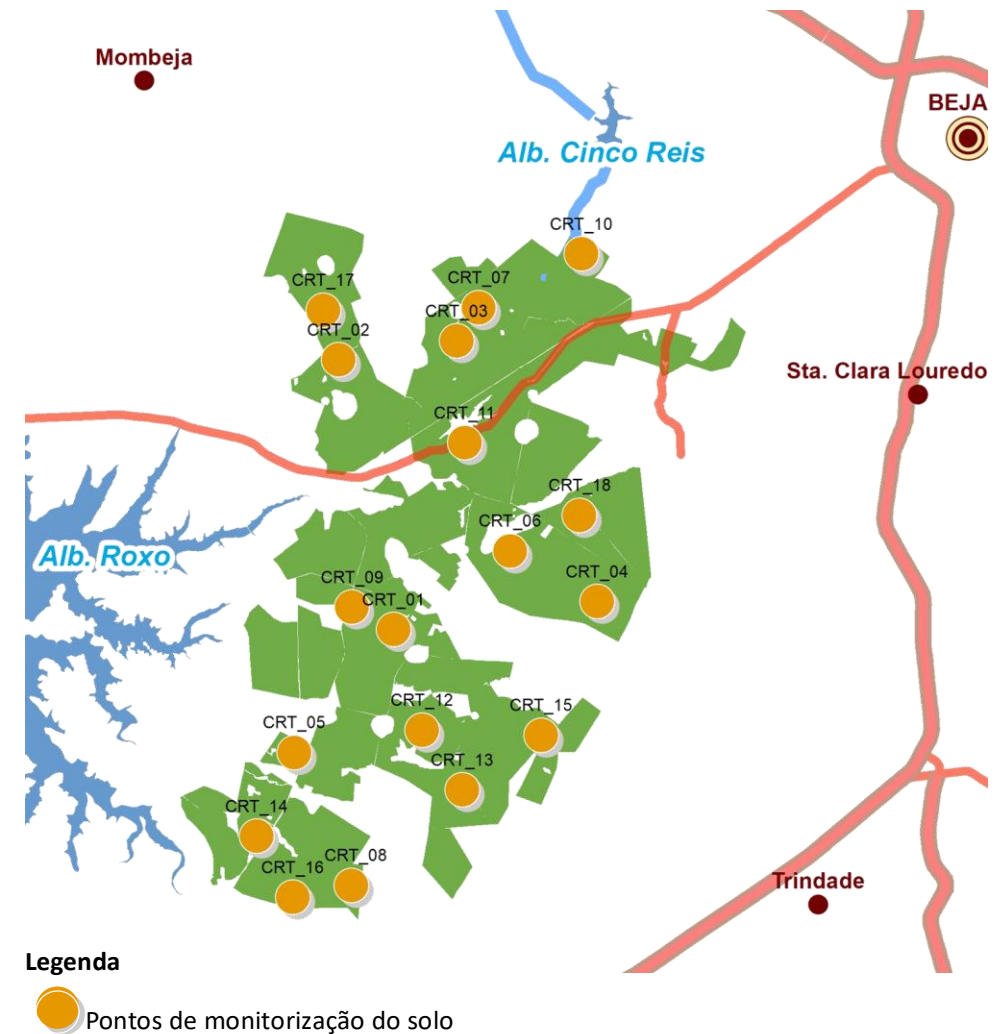 Mombeja
BEJA
Alb. Cinco Reis
CRT_10
CRT_17
CRT_07
CRT_03
CRT_02
Sta. Clara Louredo
CRT_11
CRT_18
CRT_06
Alb. Roxo
CRT_04
CRT_09
CRT_01
CRT_12
CRT_15
CRT_05
CRT_13
CRT_14
CRT_08
CRT_16
Trindade
Legenda
Pontos de monitorização do solo